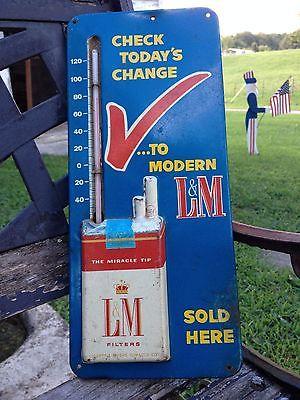 CHECK
TODAY'S
CHANGE
120
100
80
60
40
20
0
20
40
...TO
MODERN
L&M
THE MIRACLE TIP
L&M
FILTERS
SOLD
HERE